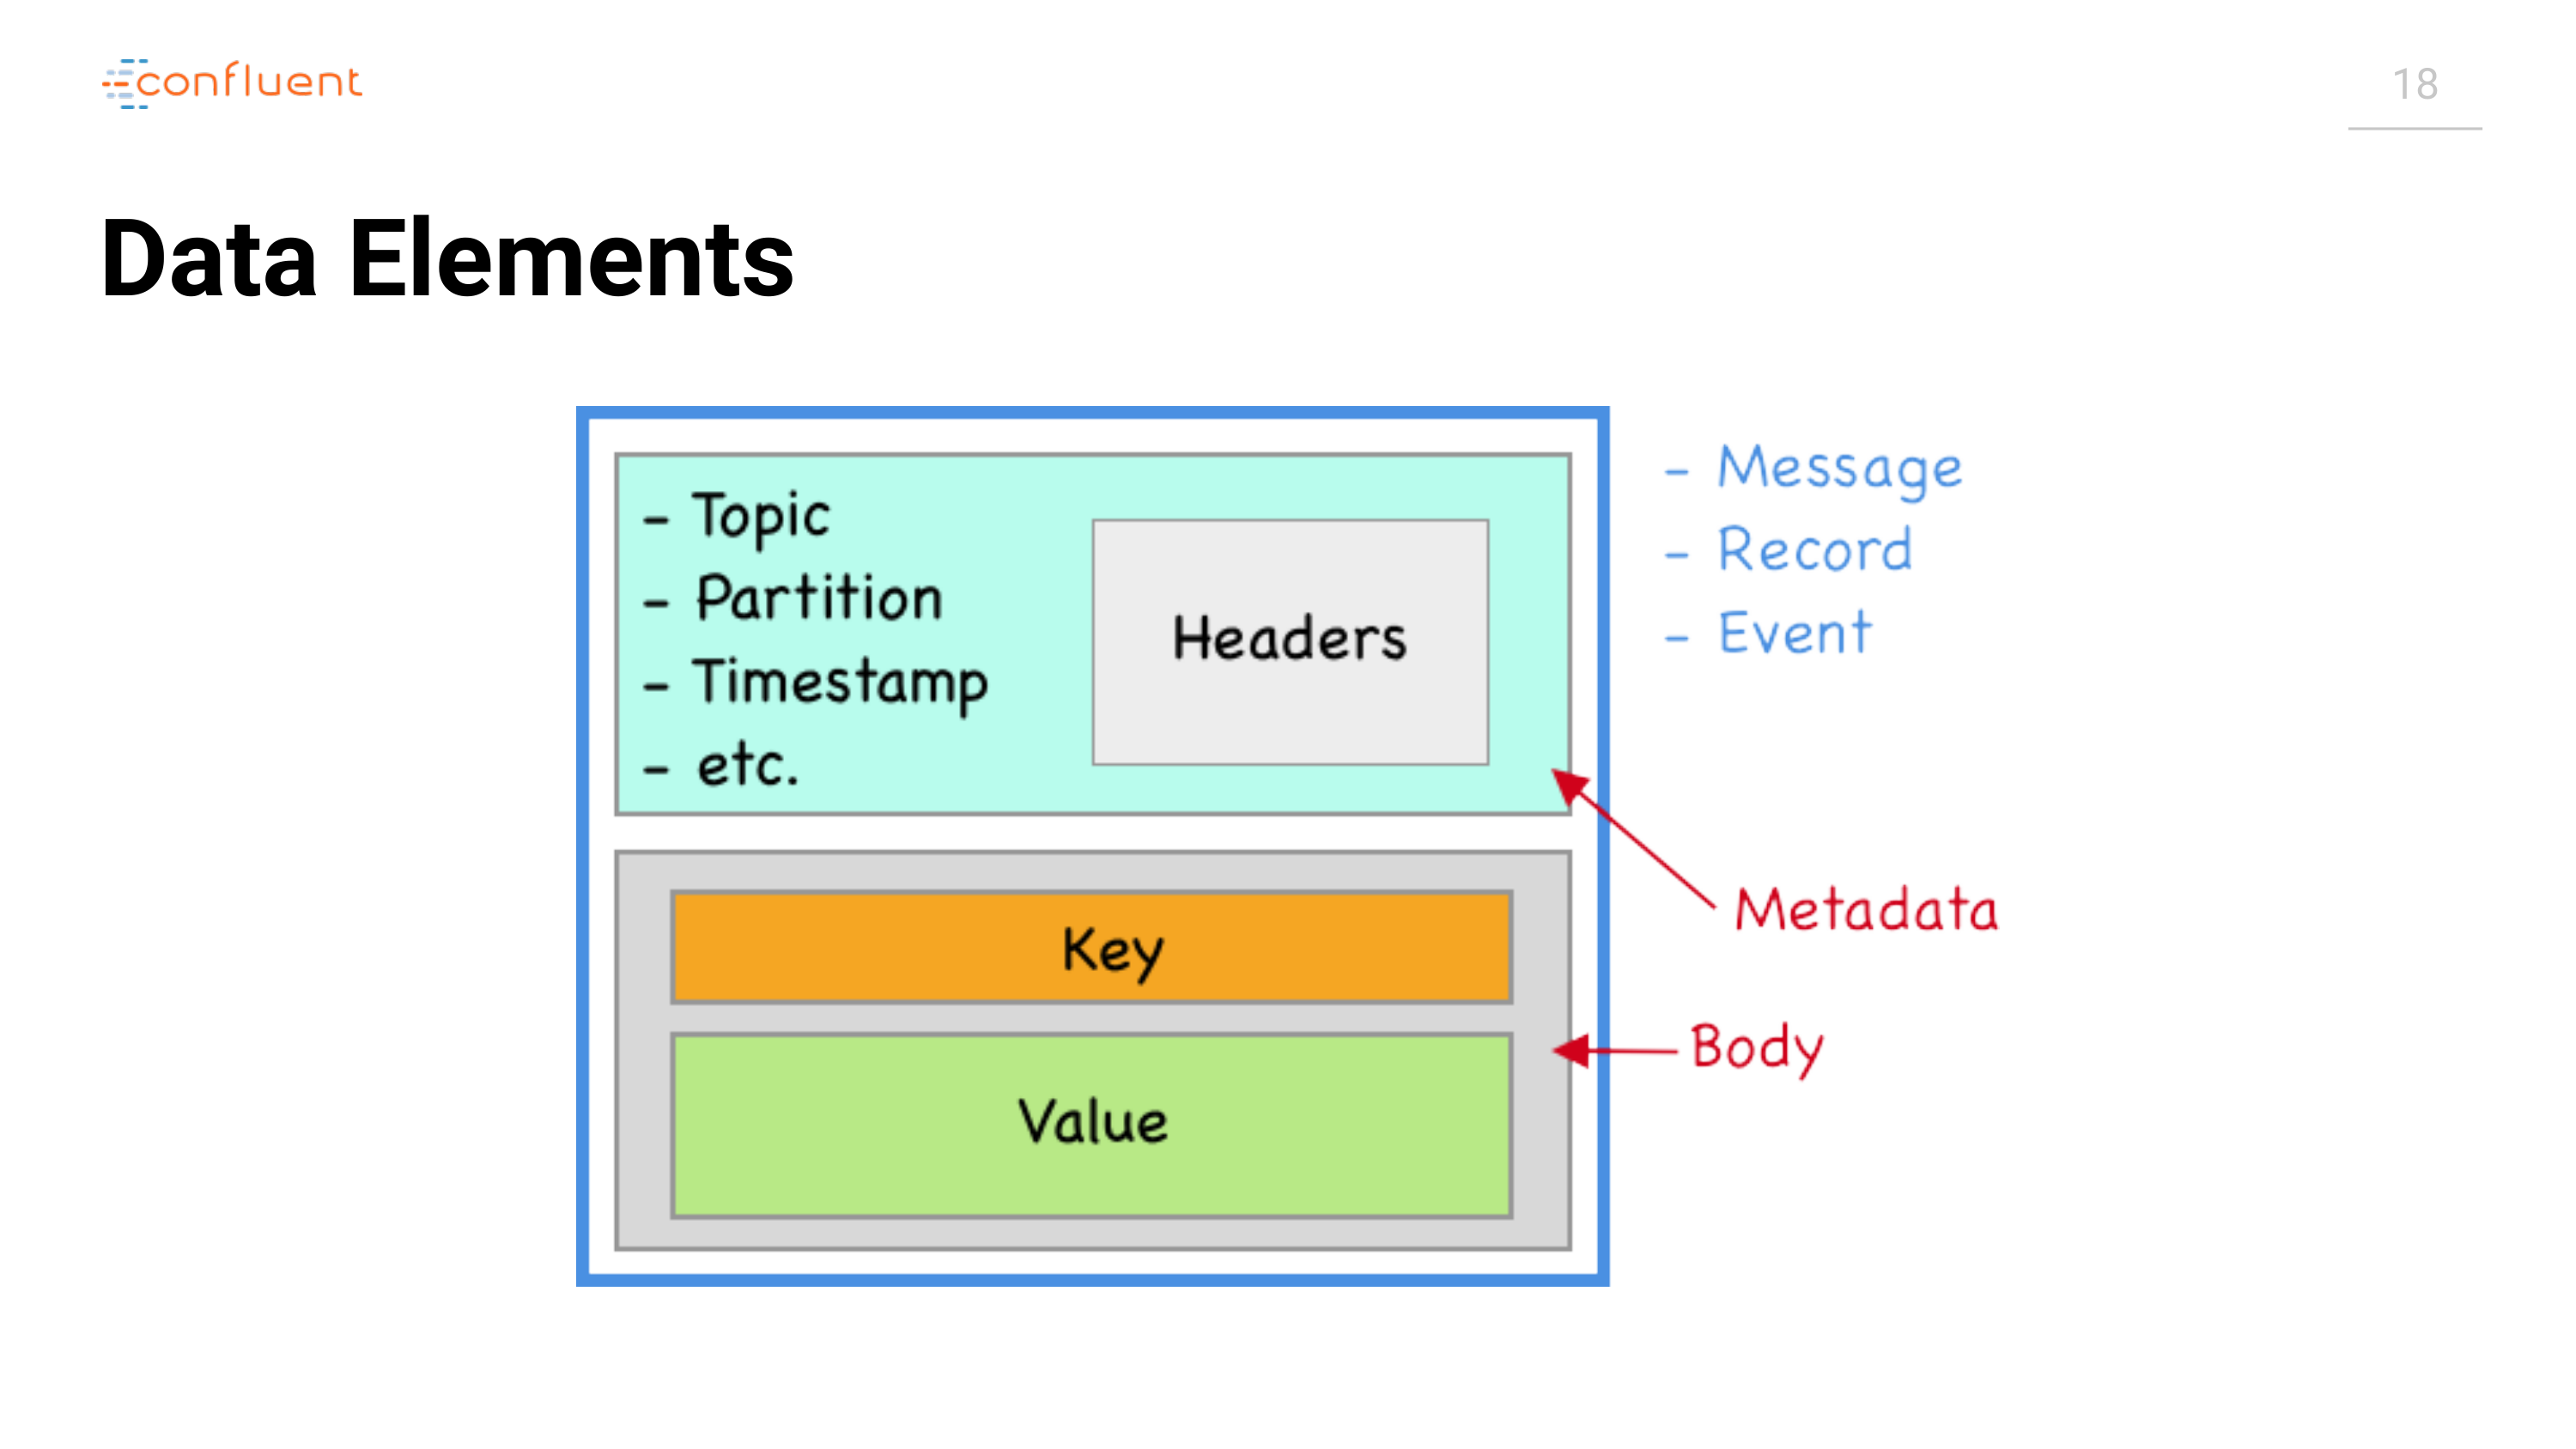 confluent
18
Data Elements
- Topic
- Partition
- Timestamp
- etc.
Headers
- Message
- Record
- Event
Metadata
Key
Body
Value